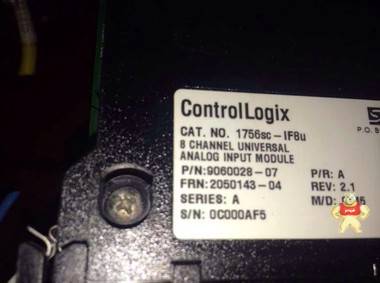 ControlLogix
CAT. NO. 1756sc-IF8u
8 CHANNEL UNIVERSAL
ANALOG INPUT MODULE
P/N: 9060028-07 P/R: A
FRN: 2050143-04 REV: 2.1
SERIES: A M/D:
S/N: 0C000AF5
P.O.